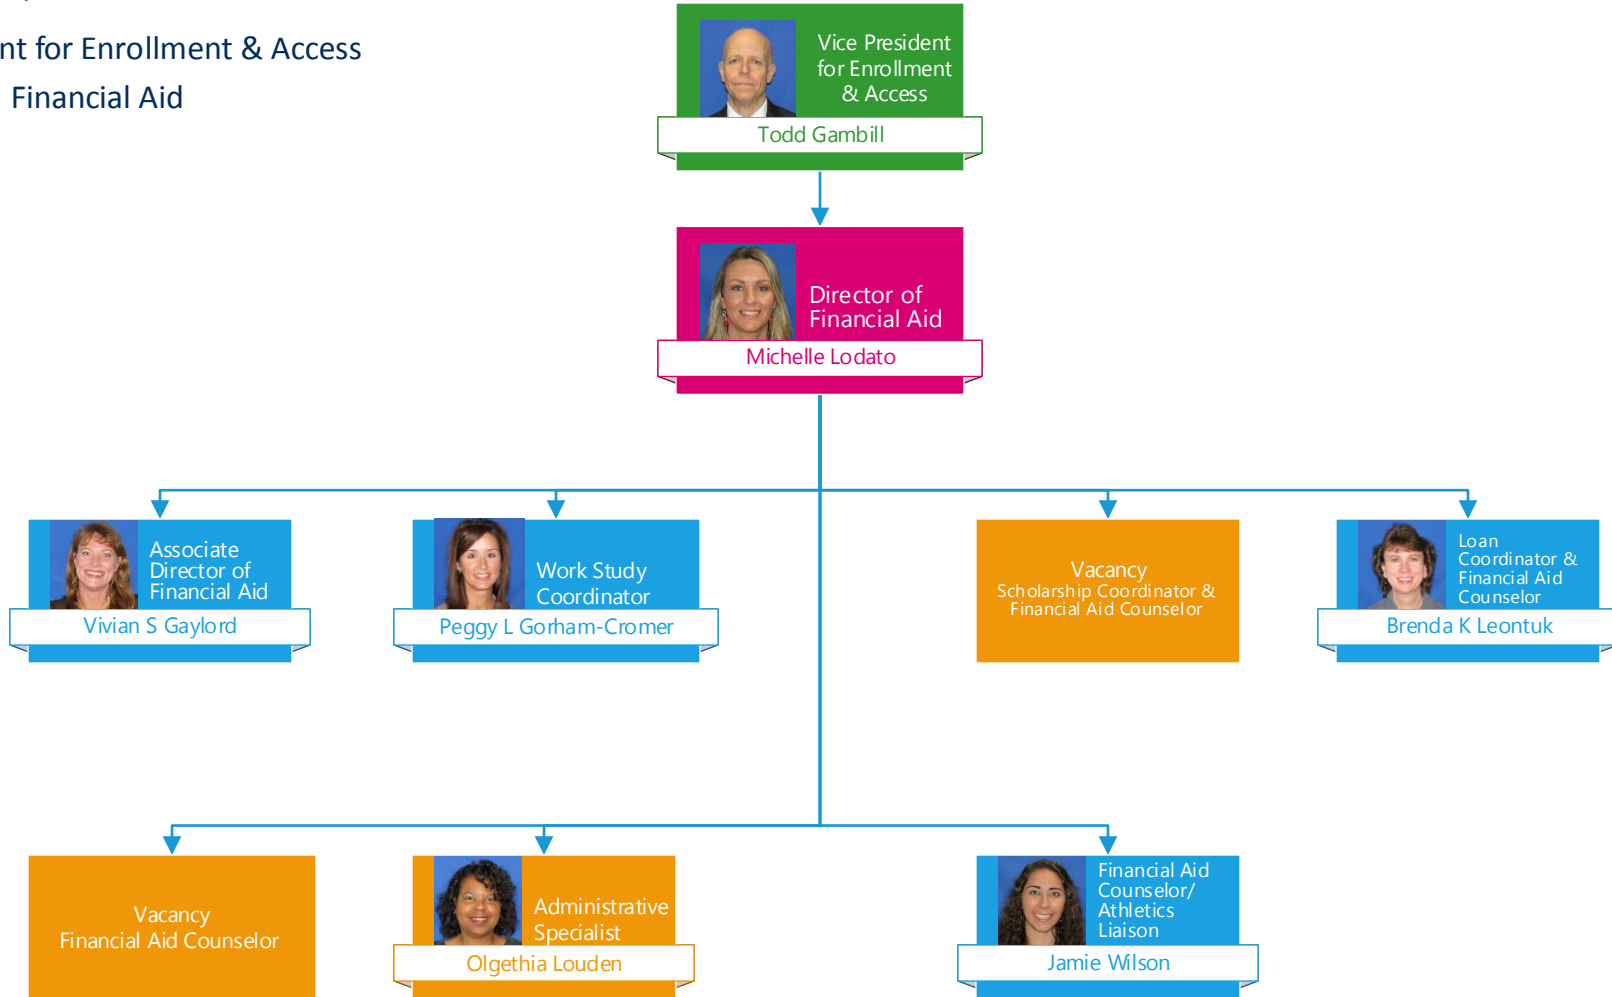 nt for Enrollment & Access
Financial Aid
Vice President
for Enrollment
& Access
Todd Gambill
Director of
Financial Aid
Michelle Lodato
Associate
Director of
Financial Aid
Vivian S Gaylord
Work Study
Coordinator
Peggy L Gorham-Cromer
Vacancy
Scholarship Coordinator &
Financial Aid Counselor
Loan
Coordinator &
Financial Aid
Counselor
Brenda K Leontuk
Vacancy
Financial Aid Counselor
Administrative
Specialist
Olgethia Louden
Financial Aid
Counselor/
Athletics
Liaison
Jamie Wilson